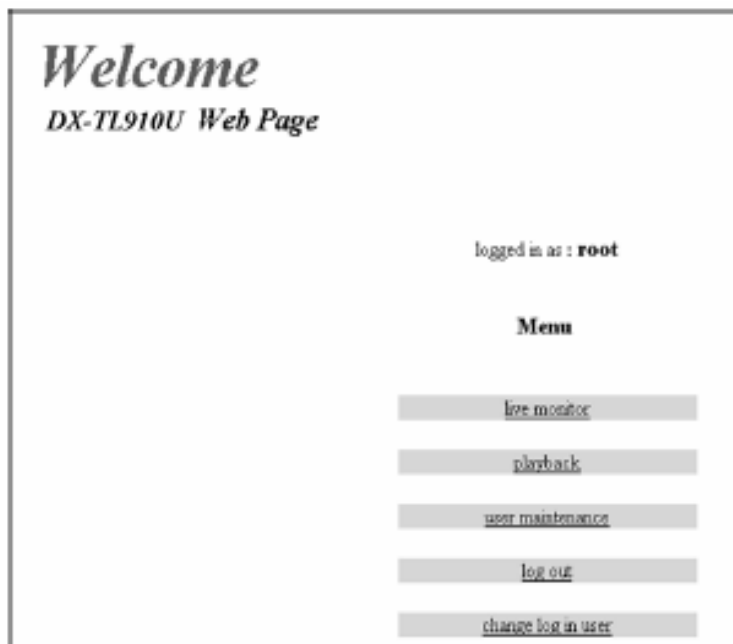 Welcome
DX-TL910U Web Page
logged in as : root
Menu
live monitor
playback
user maintenance
log out
change log in user